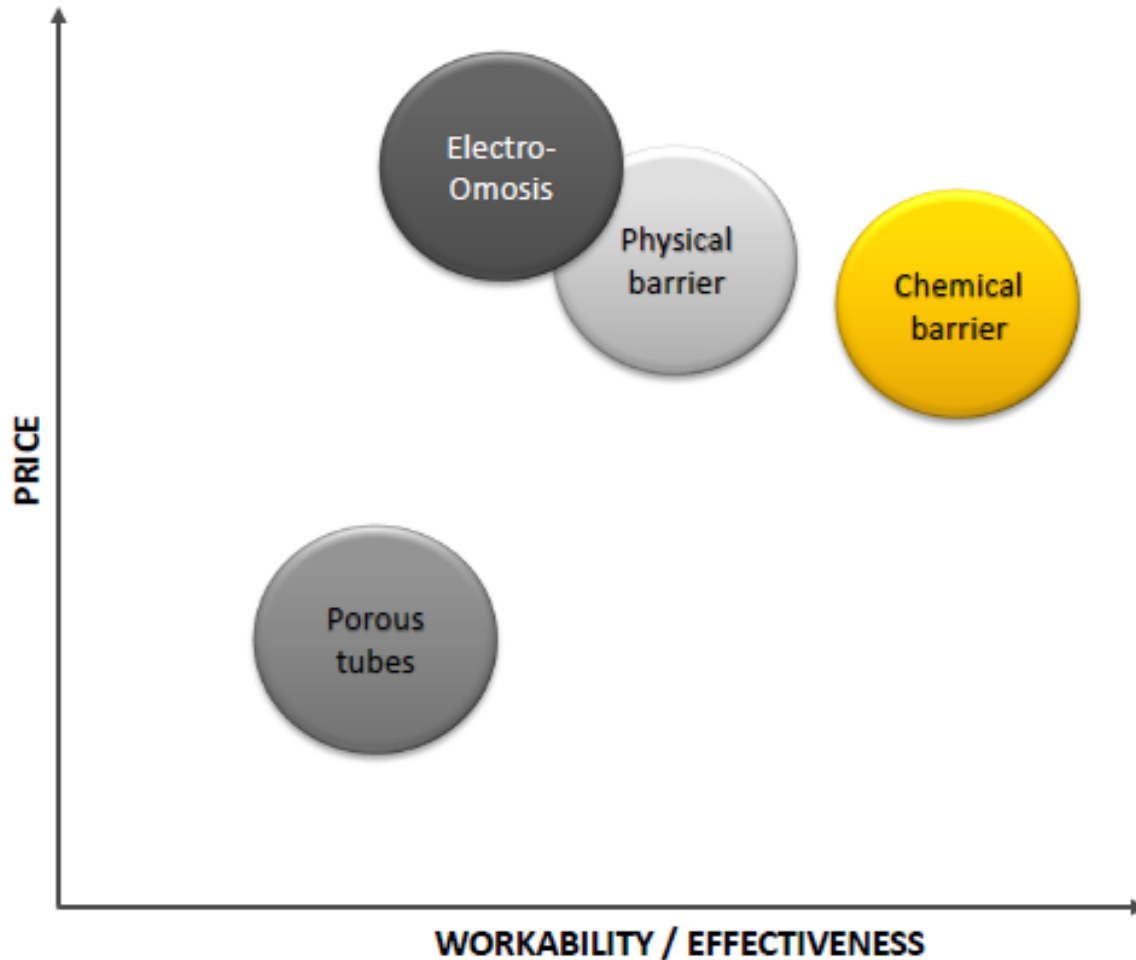 Electro-
Omosis
Physical
barrier
Chemical
barrier
PRICE
Porous
tubes
WORKABILITY / EFFECTIVENESS